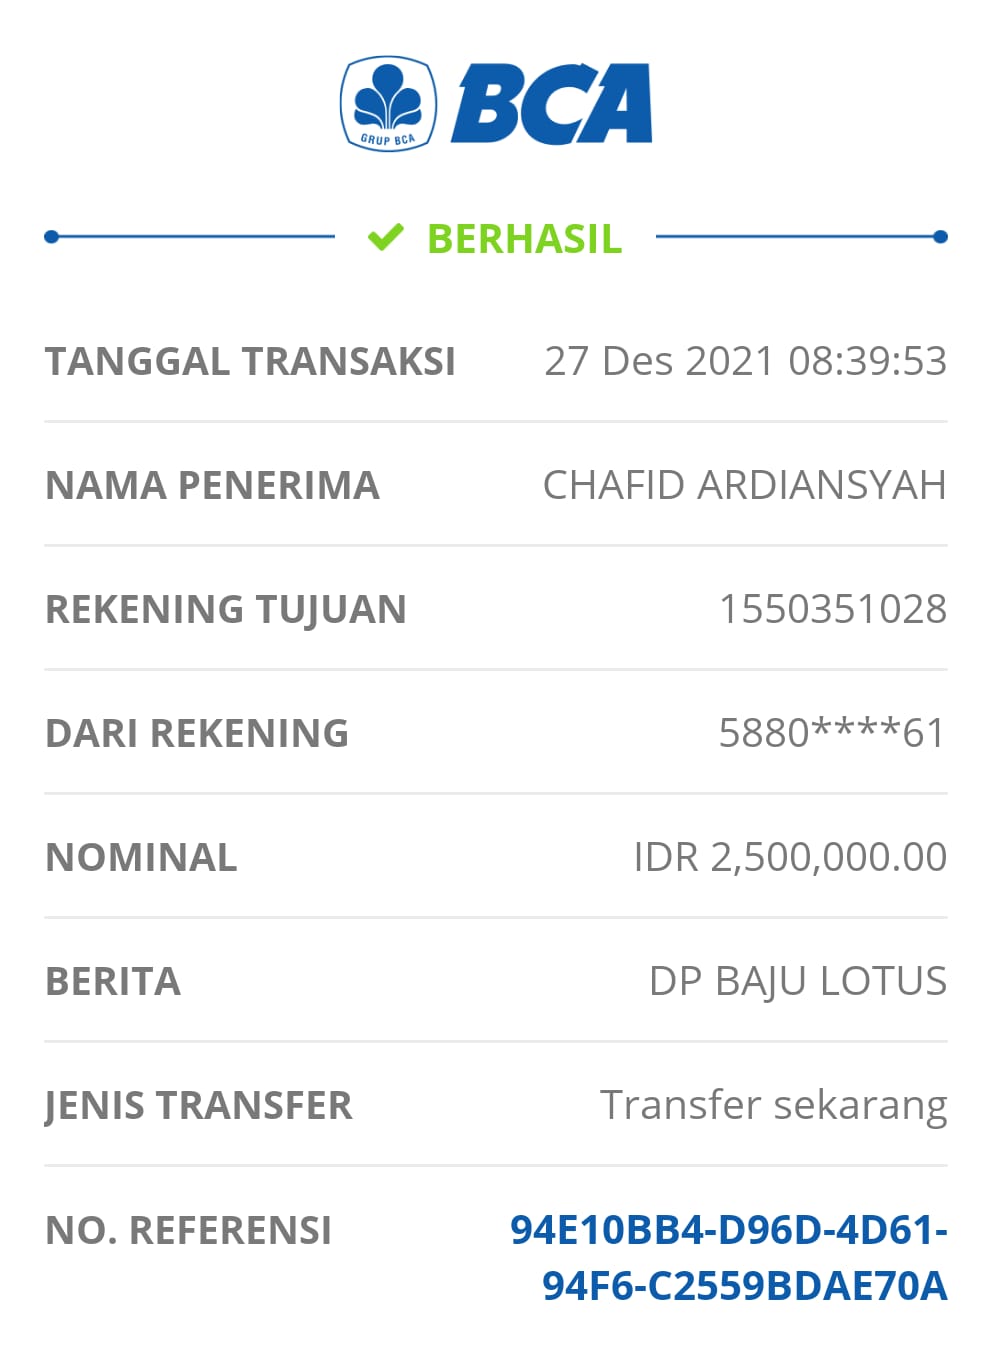 GRUP BCA
BCA
BERHASIL
TANGGAL TRANSAKSI 27 Des 2021 08:39:53
NAMA PENERIMA CHAFID ARDIANSYAH
REKENING TUJUAN 1550351028
DARI REKENING 5880****61
NOMINAL IDR 2,500,000.00
BERITA DP BAJU LOTUS
JENIS TRANSFER Transfer sekarang
NO. REFERENSI 94E10BB4-D96D-4D61-
94F6-C2559BDAE70A